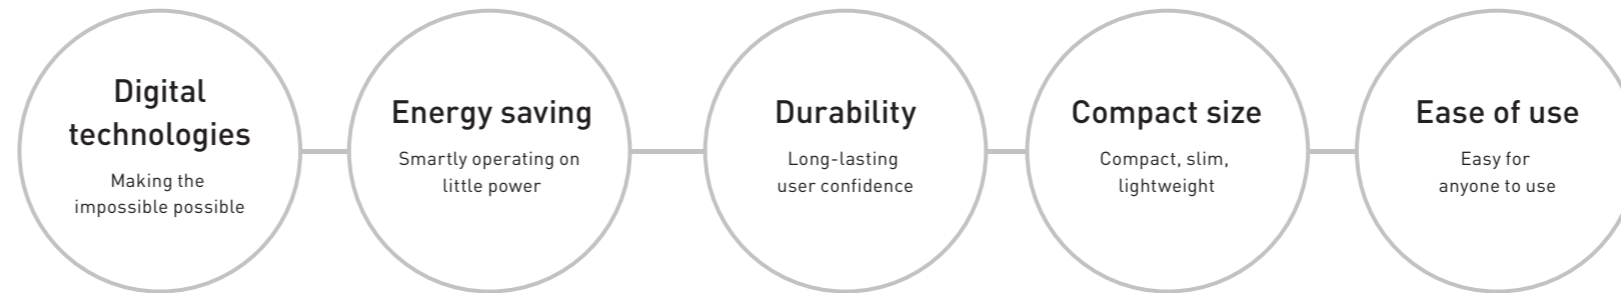 Digital
technologies
Making the
impossible possible
Energy saving
Smartly operating on
little power
Durability
Long-lasting
user confidence
Compact size
Compact, slim,
lightweight
Ease of use
Easy for
anyone to use